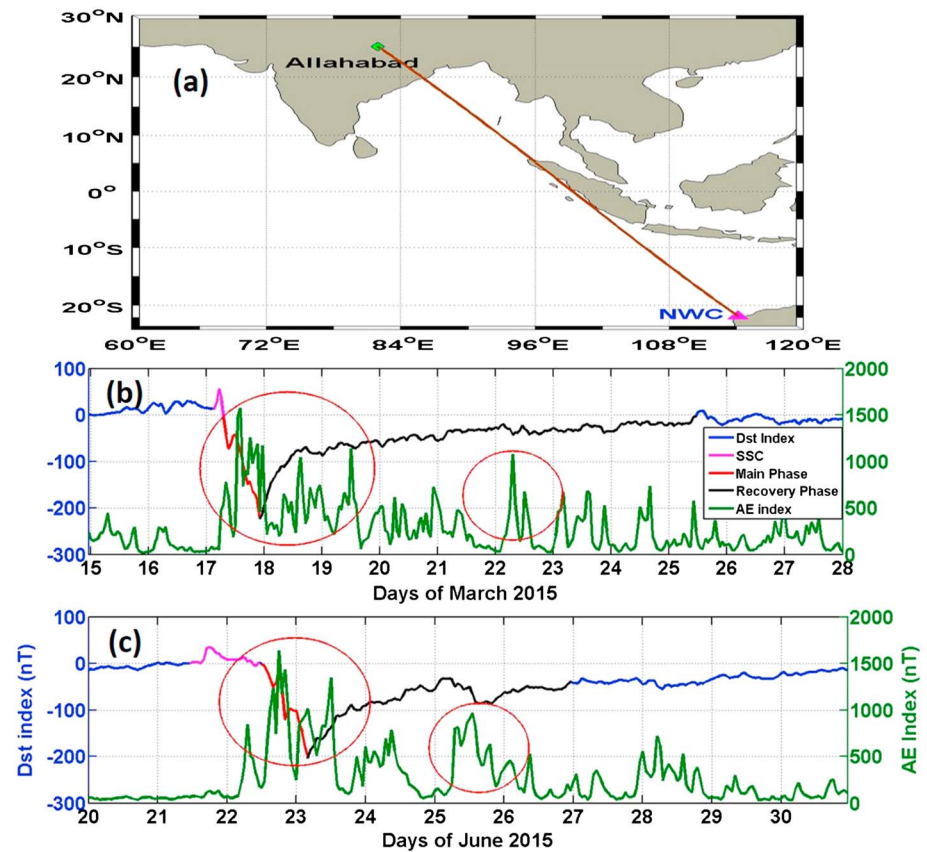 30°N
(a)
Allahabad
20°N
10°N
0°
10°S
20°S
NWC
60°E 72°E 84°E 96°E 108°E 120°E
100 2000
(b)
0 1500
Dst Index
SSC
-100 1000
Main Phase
Recovery Phase
-200 500
AE index
-300 0
15 16 17 18 19 20 21 22 23 24 25 26 27 28
Days of March 2015
100 2000
(c)
0 1500
-100 1000
-200 500
-300 0
Dst index (nT)
AE Index (nT)
20 21 22 23 24 25 26 27 28 29 30
Days of June 2015